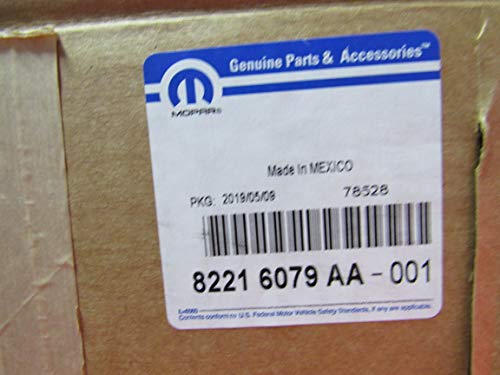 Genuine Parts & Accessories™
MOPAR®
Made In MEXICO
PKG: 2019/05/09 78528
8221 6079 AA - 001
Contents conform to U.S. Federal Motor Vehicle Safety Standards, if any are applicable.